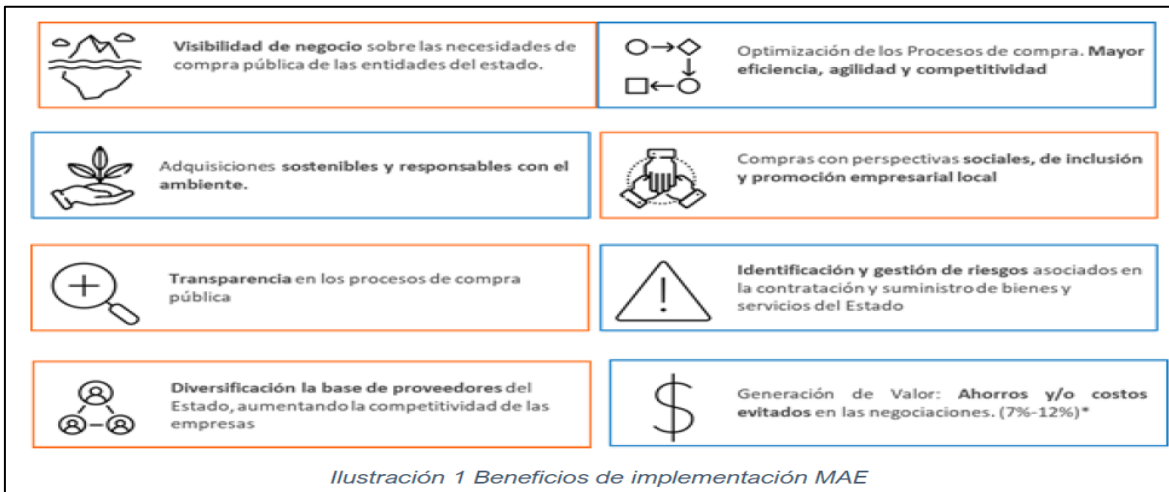 Visibilidad de negocio sobre las necesidades de
compra pública de las entidades del estado.
Optimización de los Procesos de compra. Mayor
eficiencia, agilidad y competitividad
Adquisiciones sostenibles y responsables con el
ambiente.
Compras con perspectivas sociales, de inclusión
y promoción empresarial local
Transparencia en los procesos de compra
pública
Identificación y gestión de riesgos asociados en
la contratación y suministro de bienes y
servicios del Estado
Diversificación la base de proveedores del
Estado, aumentando la competitividad de las
empresas
Generación de Valor: Ahorros y/o costos
evitados en las negociaciones. (7%-12%)*
Ilustración 1 Beneficios de implementación MAE